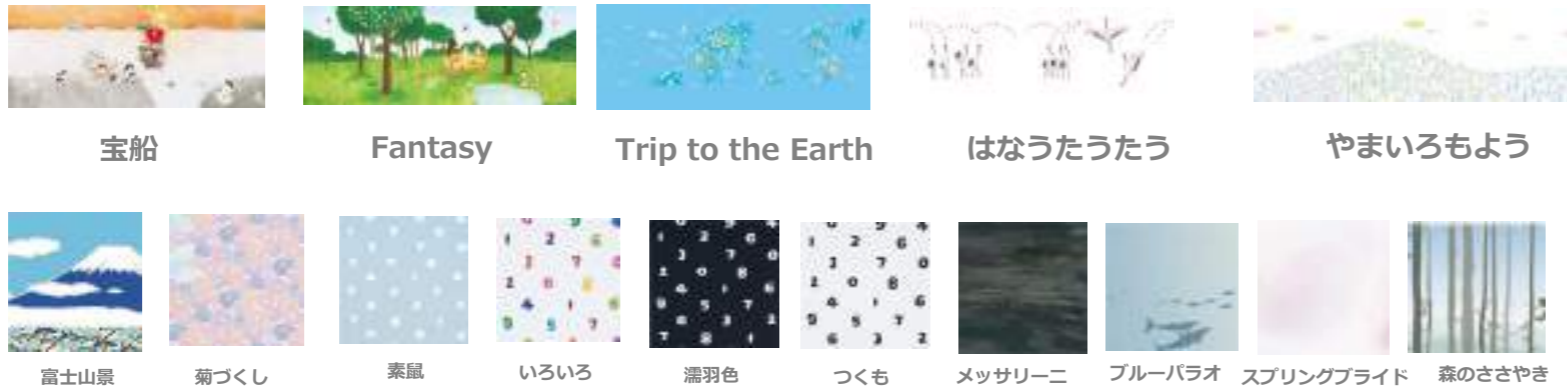 宝船
Fantasy
Trip to the Earth
はなうたうたう
やまいろもよう
富士山景
菊づくし
素鼠
いろいろ
濡羽色
つくも
メッサリーニ
ブルーパラオ
スプリングブライド
森のささやき